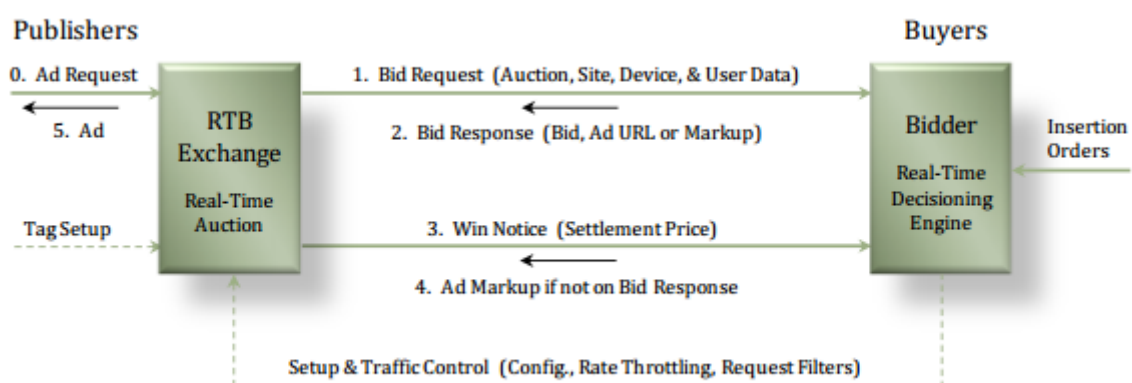 Publishers
Buyers
0. Ad Request
1. Bid Request (Auction, Site, Device, & User Data)
5. Ad
2. Bid Response (Bid, Ad URL or Markup)
RTB
Exchange
Real-Time
Auction
Bidder
Real-Time
Decisioning
Engine
Insertion
Orders
Tag Setup
3. Win Notice (Settlement Price)
4. Ad Markup if not on Bid Response
Setup & Traffic Control (Config., Rate Throttling, Request Filters)